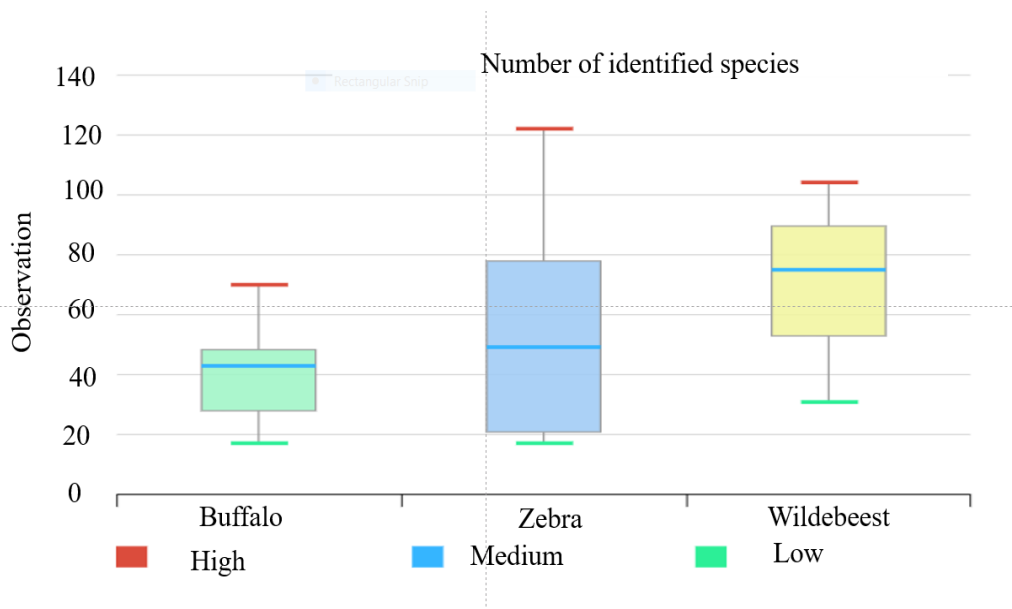 Number of identified species
140
Rectangular Snip
120
100
80
60
40
20
0
Observation
Buffalo Zebra Wildebeest
High Medium Low